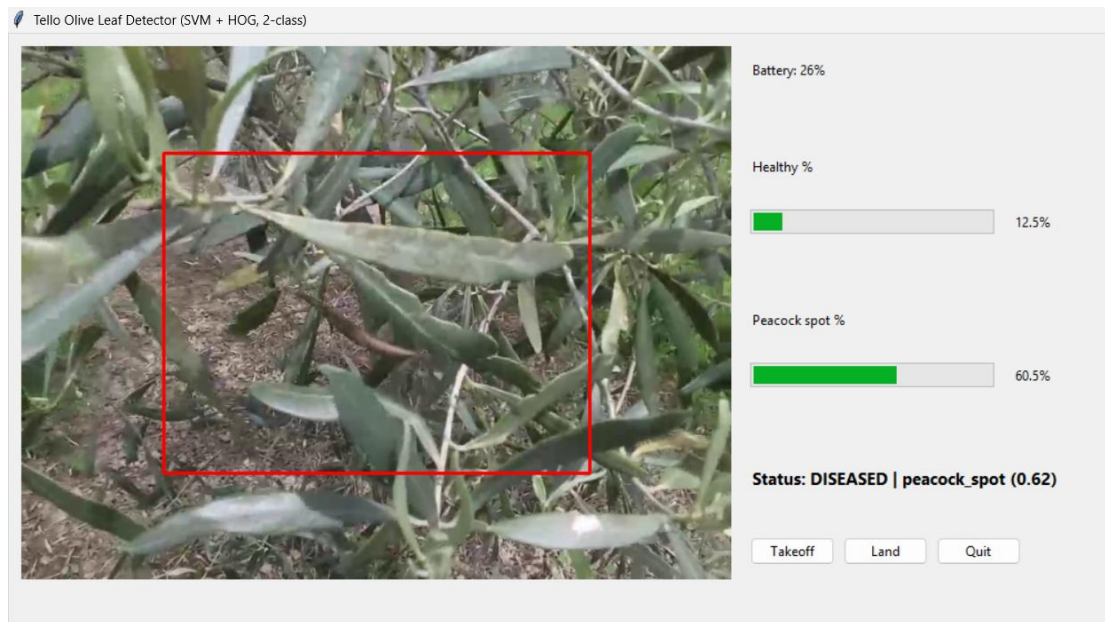 Tello Olive Leaf Detector (SVM + HOG, 2-class)
Battery: 26%
Healthy %
12.5%
Peacock spot %
60.5%
Status: DISEASED | peacock_spot (0.62)
Takeoff Land Quit